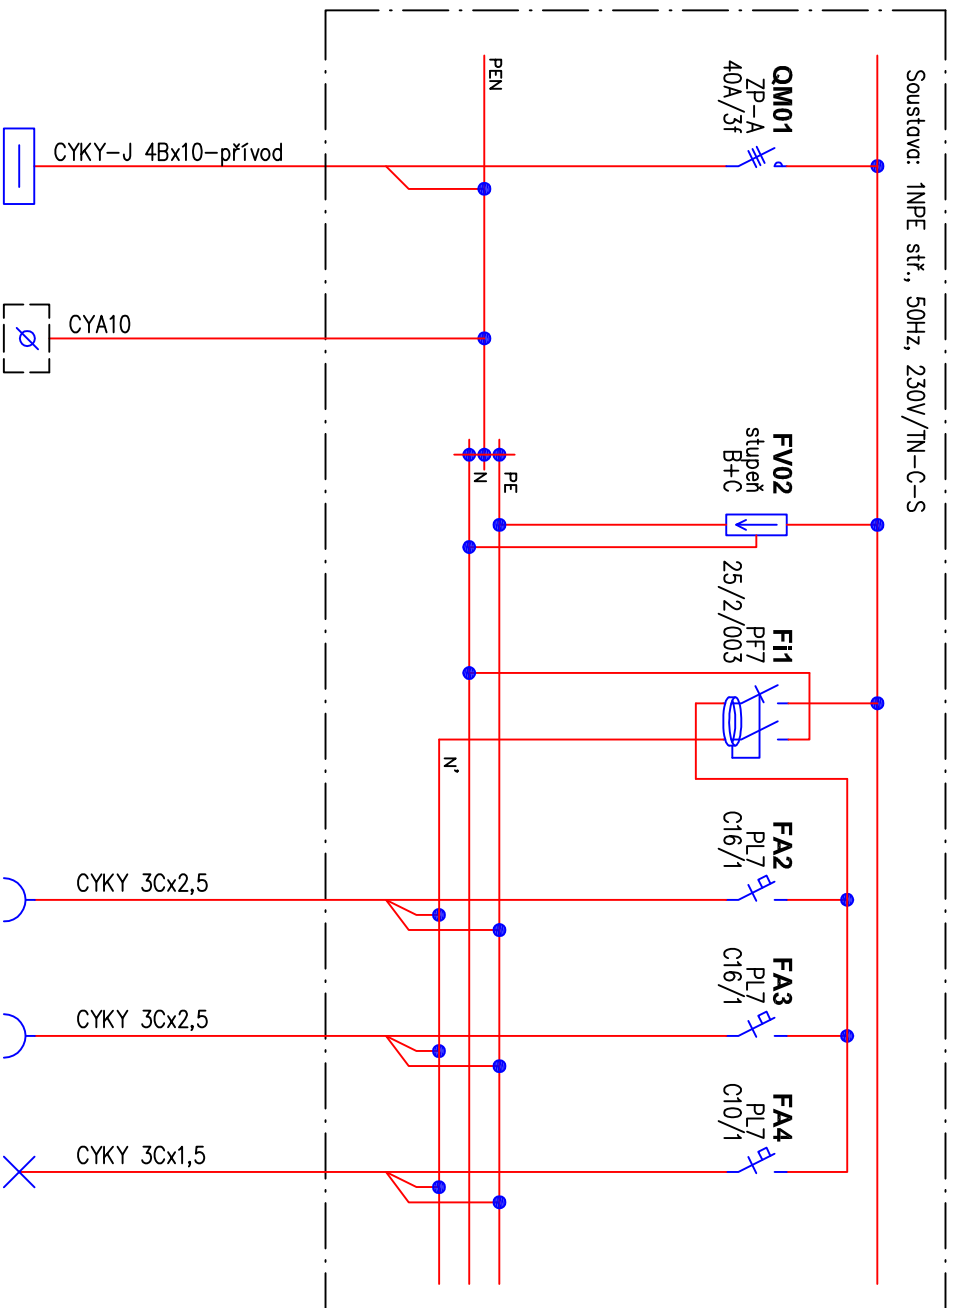 Soustava: 1NPE stř., 50Hz, 230V/TN-C-S
QM01
ZP-A
40A/3f
PEN
CYKY-J 4Bx10-přívod
CYA10
FV02
stupeň
B+C
PE
N
Fi1
PF7
25/2/003
N'
FA2
PL7
C16/1
CYKY 3Cx2,5
FA3
PL7
C16/1
CYKY 3Cx2,5
FA4
PL7
C10/1
CYKY 3Cx1,5